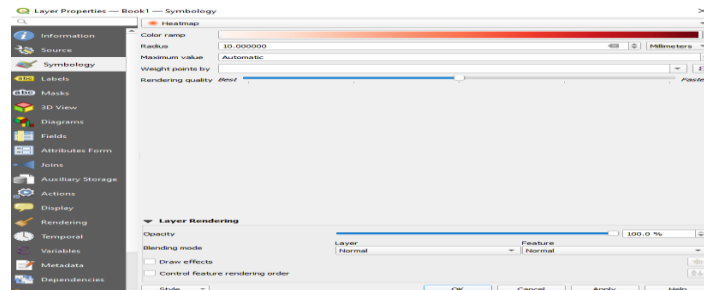 Layer Properties — Book1 — Symbology
Heatmap
Information
Source
Symbology
abc Labels
abc Masks
3D View
Diagrams
Fields
Attributes Form
Joins
Auxiliary Storage
Actions
Display
Rendering
Temporal
Variables
Metadata
Dependencies
Color ramp
Radius 10.000000 Millimeters
Maximum value Automatic
Weight points by
Rendering quality Best Faste
Layer Rendering
Opacity 100.0 %
Blending mode Layer Normal Feature Normal
Draw effects
Control feature rendering order
Style OK Cancel Apply Help